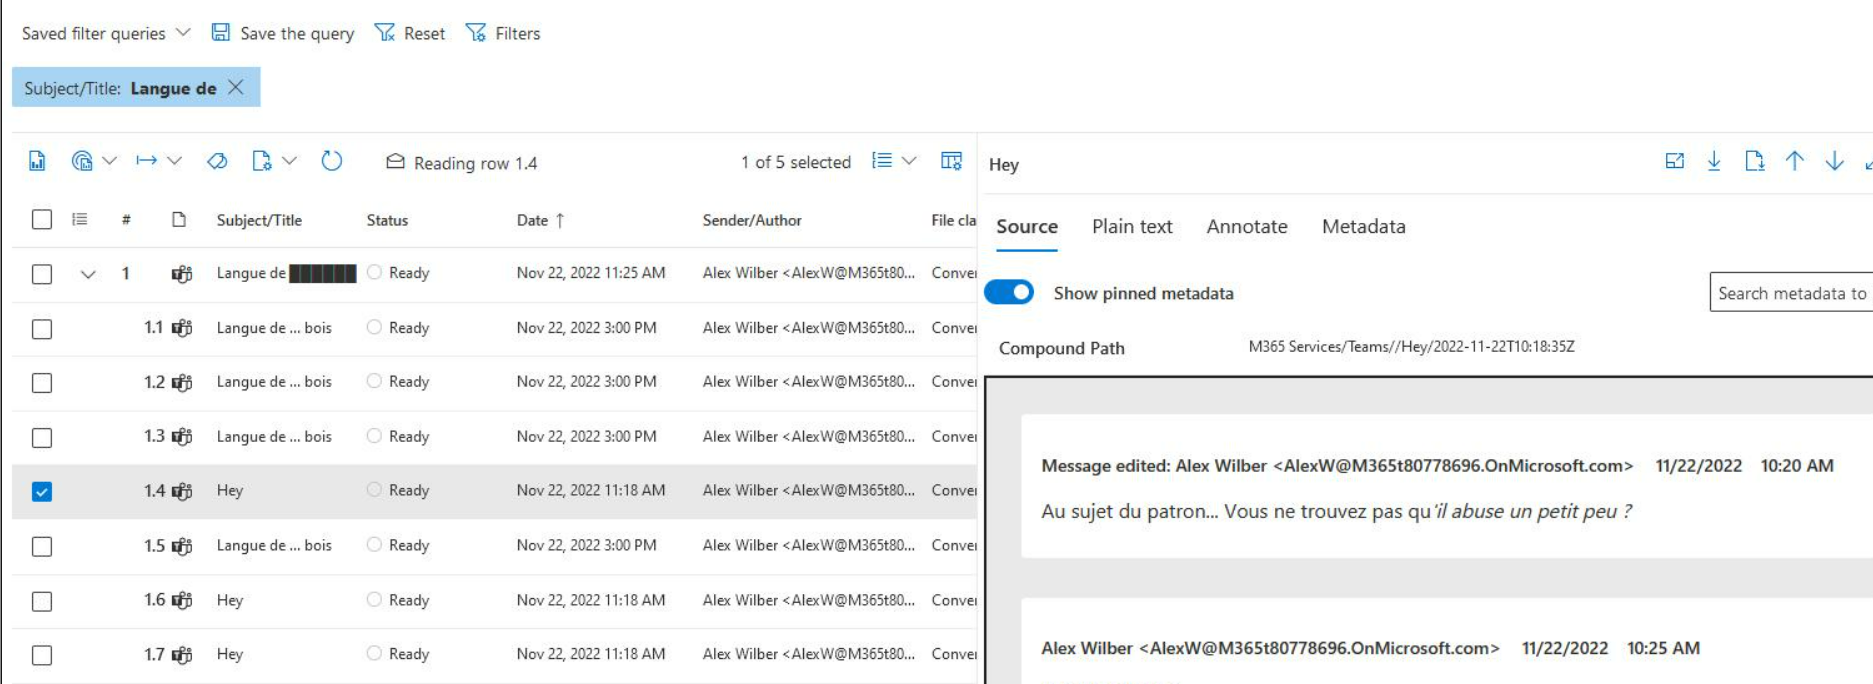 Saved filter queries Save the query Reset Filters
Subject/Title: Langue de
Reading row 1.4 1 of 5 selected
# Subject/Title Status Date ↑ Sender/Author File cla
1 Langue de ██████ Ready Nov 22, 2022 11:25 AM Alex Wilber <AlexW@M365t80... Conve
1.1 Langue de ... bois Ready Nov 22, 2022 3:00 PM Alex Wilber <AlexW@M365t80... Conve
1.2 Langue de ... bois Ready Nov 22, 2022 3:00 PM Alex Wilber <AlexW@M365t80... Conve
1.3 Langue de ... bois Ready Nov 22, 2022 3:00 PM Alex Wilber <AlexW@M365t80... Conve
1.4 Hey Ready Nov 22, 2022 11:18 AM Alex Wilber <AlexW@M365t80... Conve
1.5 Langue de ... bois Ready Nov 22, 2022 3:00 PM Alex Wilber <AlexW@M365t80... Conve
1.6 Hey Ready Nov 22, 2022 11:18 AM Alex Wilber <AlexW@M365t80... Conve
1.7 Hey Ready Nov 22, 2022 11:18 AM Alex Wilber <AlexW@M365t80... Conve
Hey
Source Plain text Annotate Metadata
Show pinned metadata Search metadata to
Compound Path M365 Services/Teams//Hey/2022-11-22T10:18:35Z
Message edited: Alex Wilber <AlexW@M365t80778696.OnMicrosoft.com> 11/22/2022 10:20 AM
Au sujet du patron... Vous ne trouvez pas qu'il abuse un petit peu ?
Alex Wilber <AlexW@M365t80778696.OnMicrosoft.com> 11/22/2022 10:25 AM